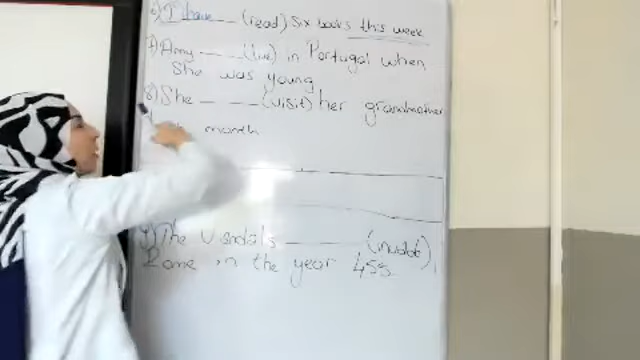 6) I have ___ (read) six books this week
7) Amy ___ (live) in Portugal when
she was young
8) She ___ ___ (visit) her grandmother
month
9) The Vandals ______ (invade)
Rome in the year 455